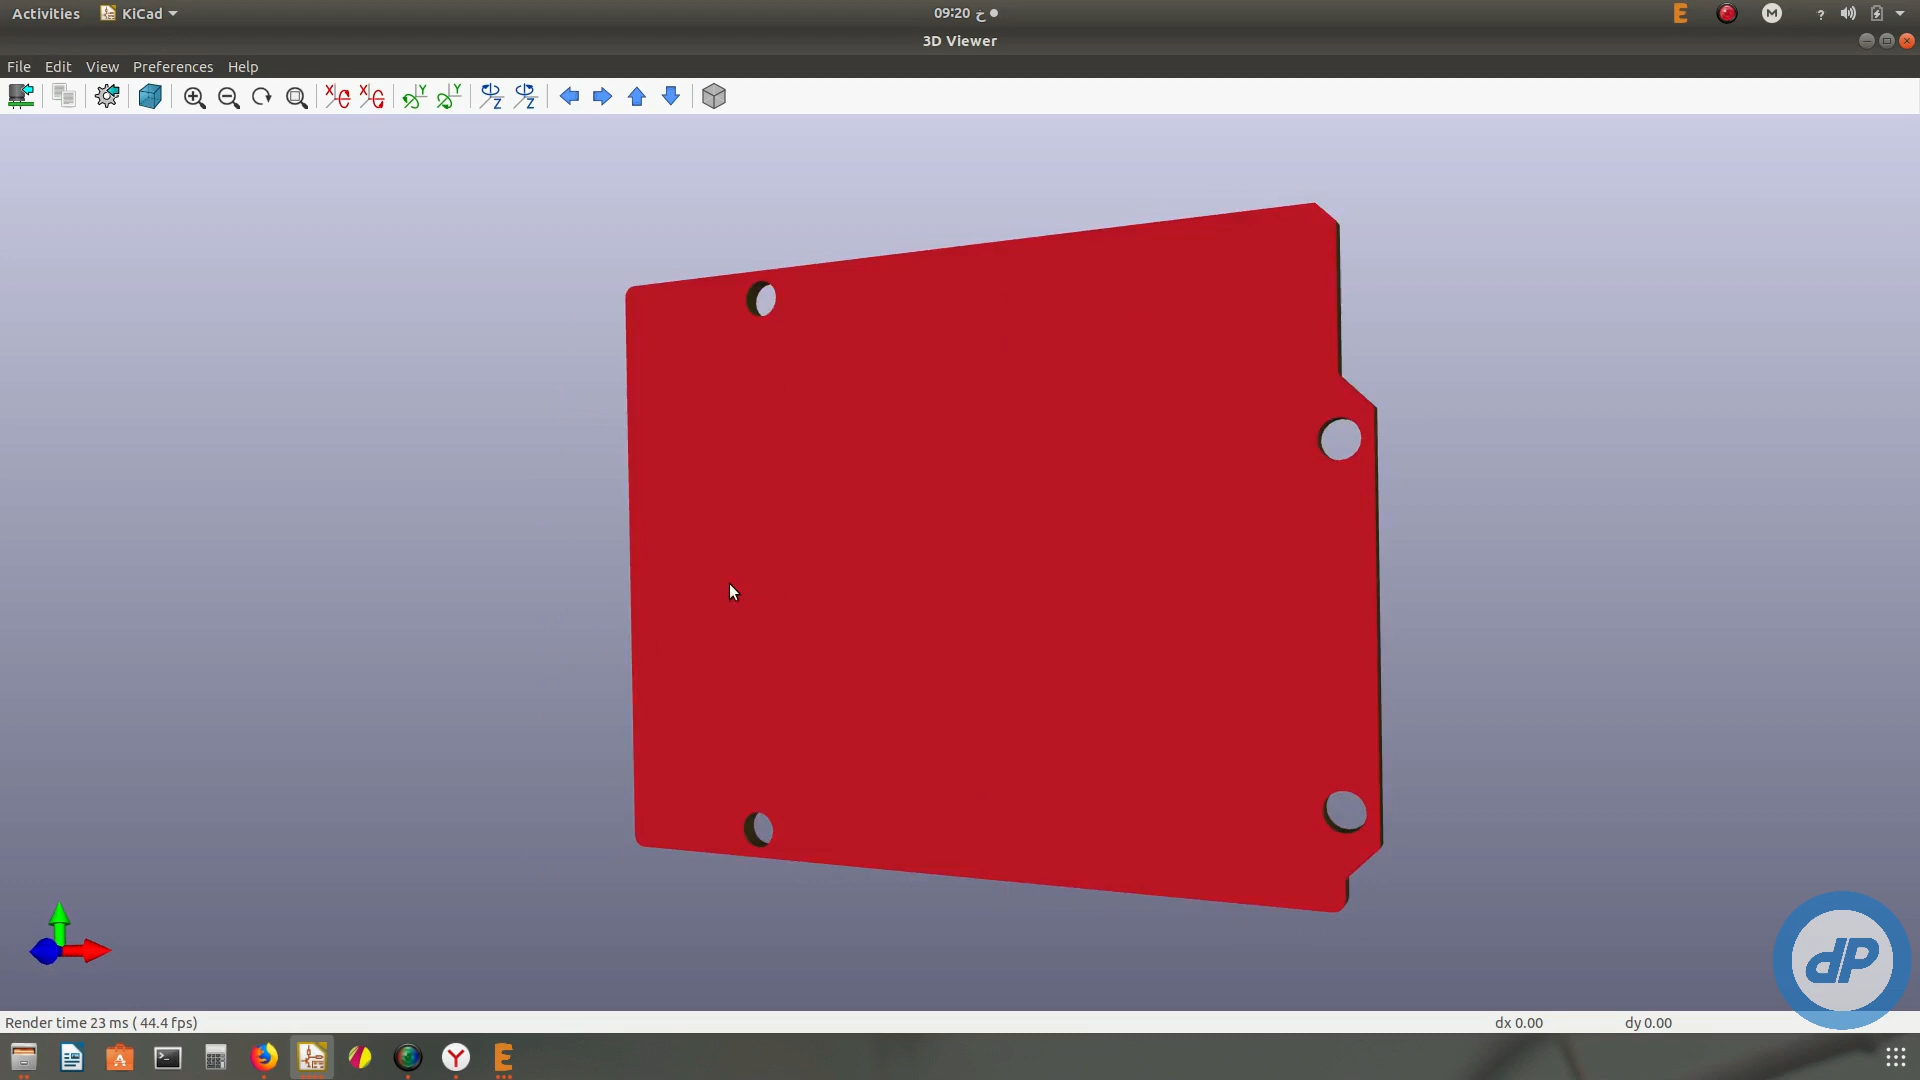 Activities KiCad 09:20 ح
3D Viewer
File Edit View Preferences Help
Render time 23 ms ( 44.4 fps) dx 0.00 dy 0.00
dP